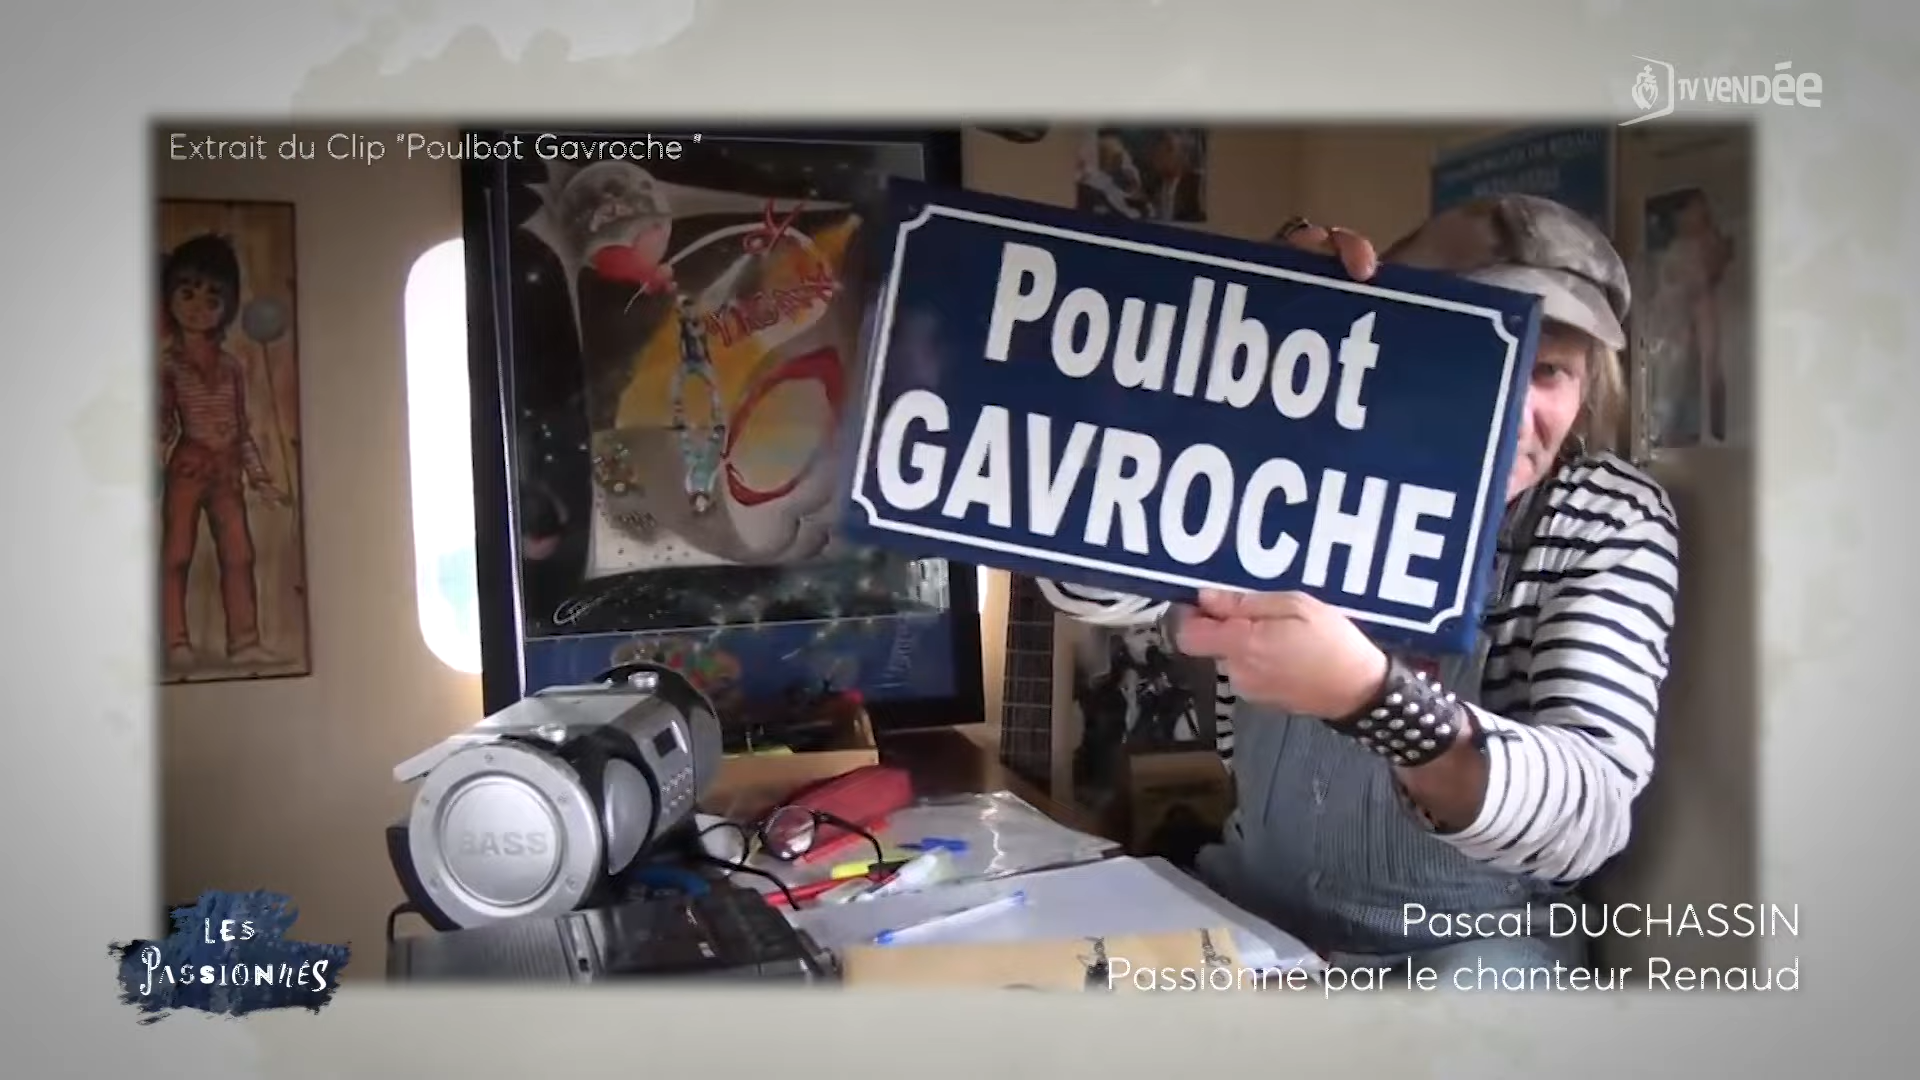 TV VENDÉE
Extrait du Clip "Poulbot Gavroche "
Poulbot
GAVROCHE
BASS
LES
PASSIONNÉS
Pascal DUCHASSIN
Passionné par le chanteur Renaud